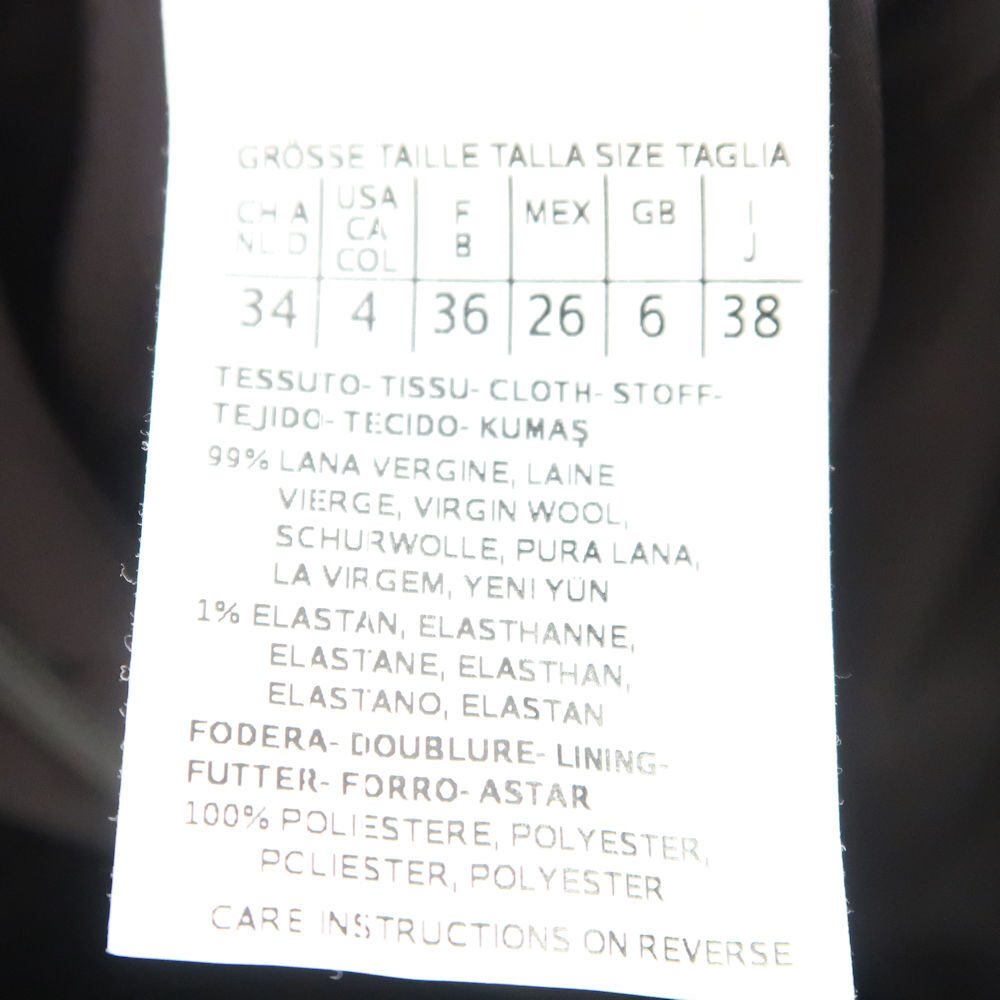 GRÖSSE TAILLE TALLA SIZE TAGLIA
CH A USA F MEX GB I
NL D CA B J
COL
34 4 36 26 6 38
TESSUTO- TISSU- CLOTH- STOFF-
TEJIDO- TECIDO- KUMAŞ
99% LANA VERGINE, LAINE
VIERGE, VIRGIN WOOL,
SCHURWOLLE, PURA LANA,
LA VIRGEM, YENI YÜN
1% ELASTAN, ELASTHANNE,
ELASTANE, ELASTHAN,
ELASTANO, ELASTAN
FODERA- DOUBLURE- LINING-
FUTTER- FORRO- ASTAR
100% POLIESTERE, POLYESTER,
POLIESTER, POLYESTER
CARE INSTRUCTIONS ON REVERSE